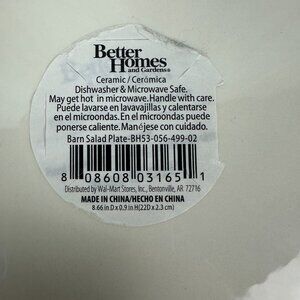 Better
Homes
and Gardens®
Ceramic / Cerámica
Dishwasher & Microwave Safe.
May get hot in microwave. Handle with care.
Puede lavarse en lavavajillas y calentarse
en el microondas. En el microondas puede
ponerse caliente. Manéjese con cuidado.
Barn Salad Plate-BH53-056-499-02
8 08608 03165 1
Distributed by Wal-Mart Stores, Inc., Bentonville, AR 72716
MADE IN CHINA/HECHO EN CHINA
8.66 in D x 0.9 in H (22D x 2.3 cm)